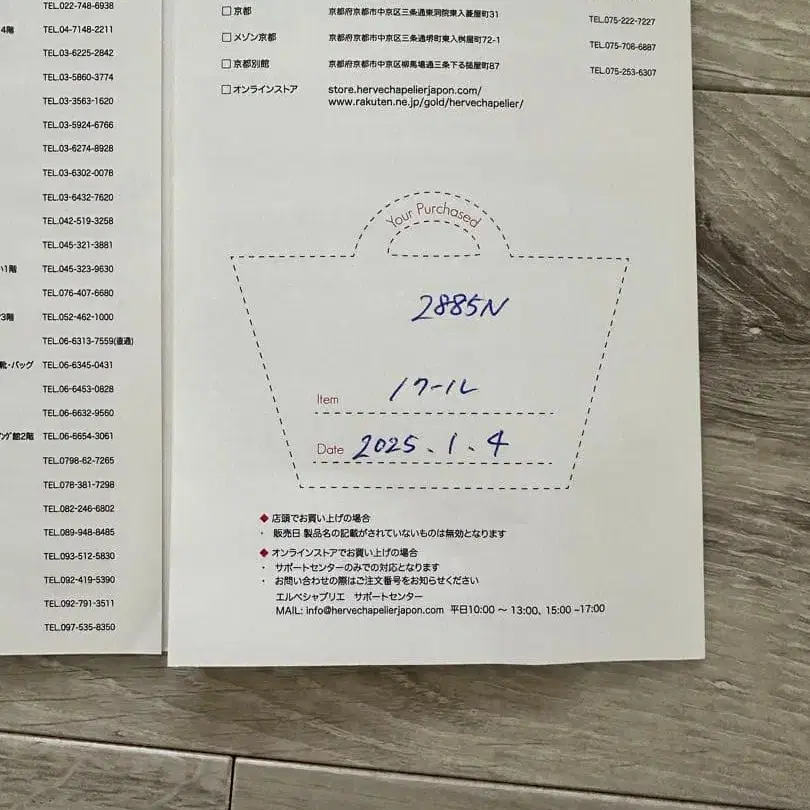 TEL.022-748-6938
4階 TEL.04-7148-2211
TEL.03-6225-2842
TEL.03-5860-3774
TEL.03-3563-1620
TEL.03-5924-6766
TEL.03-6274-8928
TEL.03-6302-0078
TEL.03-6432-7620
TEL.042-519-3258
TEL.045-321-3881
い1階 TEL.045-323-9630
TEL.076-407-6680
3階 TEL.052-462-1000
TEL.06-6313-7559(直通)
靴・バッグ TEL.06-6345-0431
TEL.06-6453-0828
TEL.06-6632-9560
館2階 TEL.06-6654-3061
TEL.0798-62-7265
TEL.078-381-7298
TEL.082-246-6802
TEL.089-948-8485
TEL.093-512-5830
TEL.092-419-5390
TEL.092-791-3511
TEL.097-535-8350
京都 京都府京都市中京区三条通東洞院東入菱屋町31 TEL.075-222-7227
メゾン京都 京都府京都市中京区三条通堺町東入桝屋町72-1 TEL.075-708-6887
京都別館 京都府京都市中京区柳馬場通三条下る槌屋町87 TEL.075-253-6307
オンラインストア store.hervechapelierjapon.com/
www.rakuten.ne.jp/gold/hervechapelier/
Your Purchased
2885N
Item ノワール
Date 2025.1.4
◆ 店頭でお買い上げの場合
・ 販売日 製品名の記載がされていないものは無効となります
◆ オンラインストアでお買い上げの場合
・ サポートセンターのみでの対応となります
・ お問い合わせの際はご注文番号をお知らせください
エルベシャプリエ サポートセンター
MAIL: info@hervechapelierjapon.com 平日10:00 ～ 13:00、15:00 –17:00